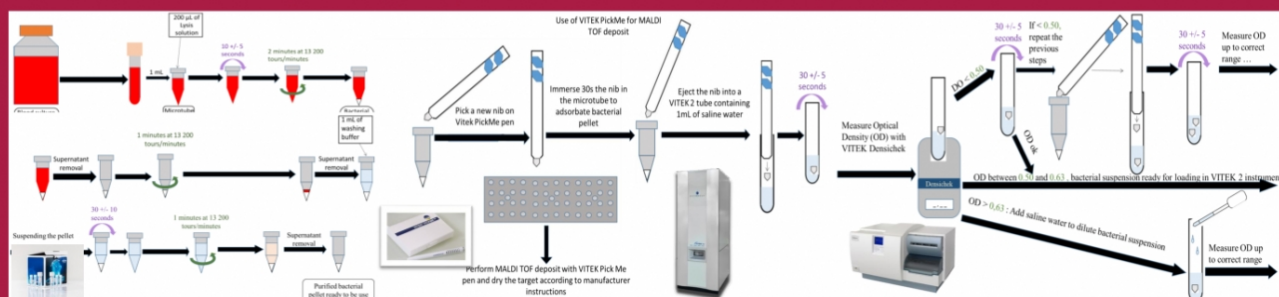 200 µL of
Lysis
solution
1 mL
Microtube
10 +/- 5
seconds
2 minutes at 13 200
tours/minutes
Bacterial
1 mL of
washing
buffer
Supernatant
removal
1 minutes at 13 200
tours/minutes
Supernatant
removal
Suspending the pellet
30 +/- 10
seconds
1 minutes at 13 200
tours/minutes
Supernatant
removal
Purified bacterial
pellet ready to be use
Use of VITEK PickMe for MALDI
TOF deposit
Pick a new nib on
Vitek PickMe pen
Immerse 30s the nib in
the microtube to
adsorbate bacterial
pellet
Eject the nib into a
VITEK 2 tube containing
1mL of saline water
Perform MALDI TOF deposit with VITEK Pick Me
pen and dry the target according to manufacturer
instructions
30 +/- 5
seconds
Measure Optical
Density (OD) with
VITEK Densichek
Densichek
DO < 0.50
30 +/- 5
seconds
If < 0.50,
repeat the
previous
steps
OD ok
30 +/- 5
seconds
Measure OD
up to correct
range ...
OD between 0.50 and 0.63, bacterial suspension ready for loading in VITEK 2 instrument
OD > 0,63 : Add saline water to dilute bacterial suspension
Measure OD up
to correct range